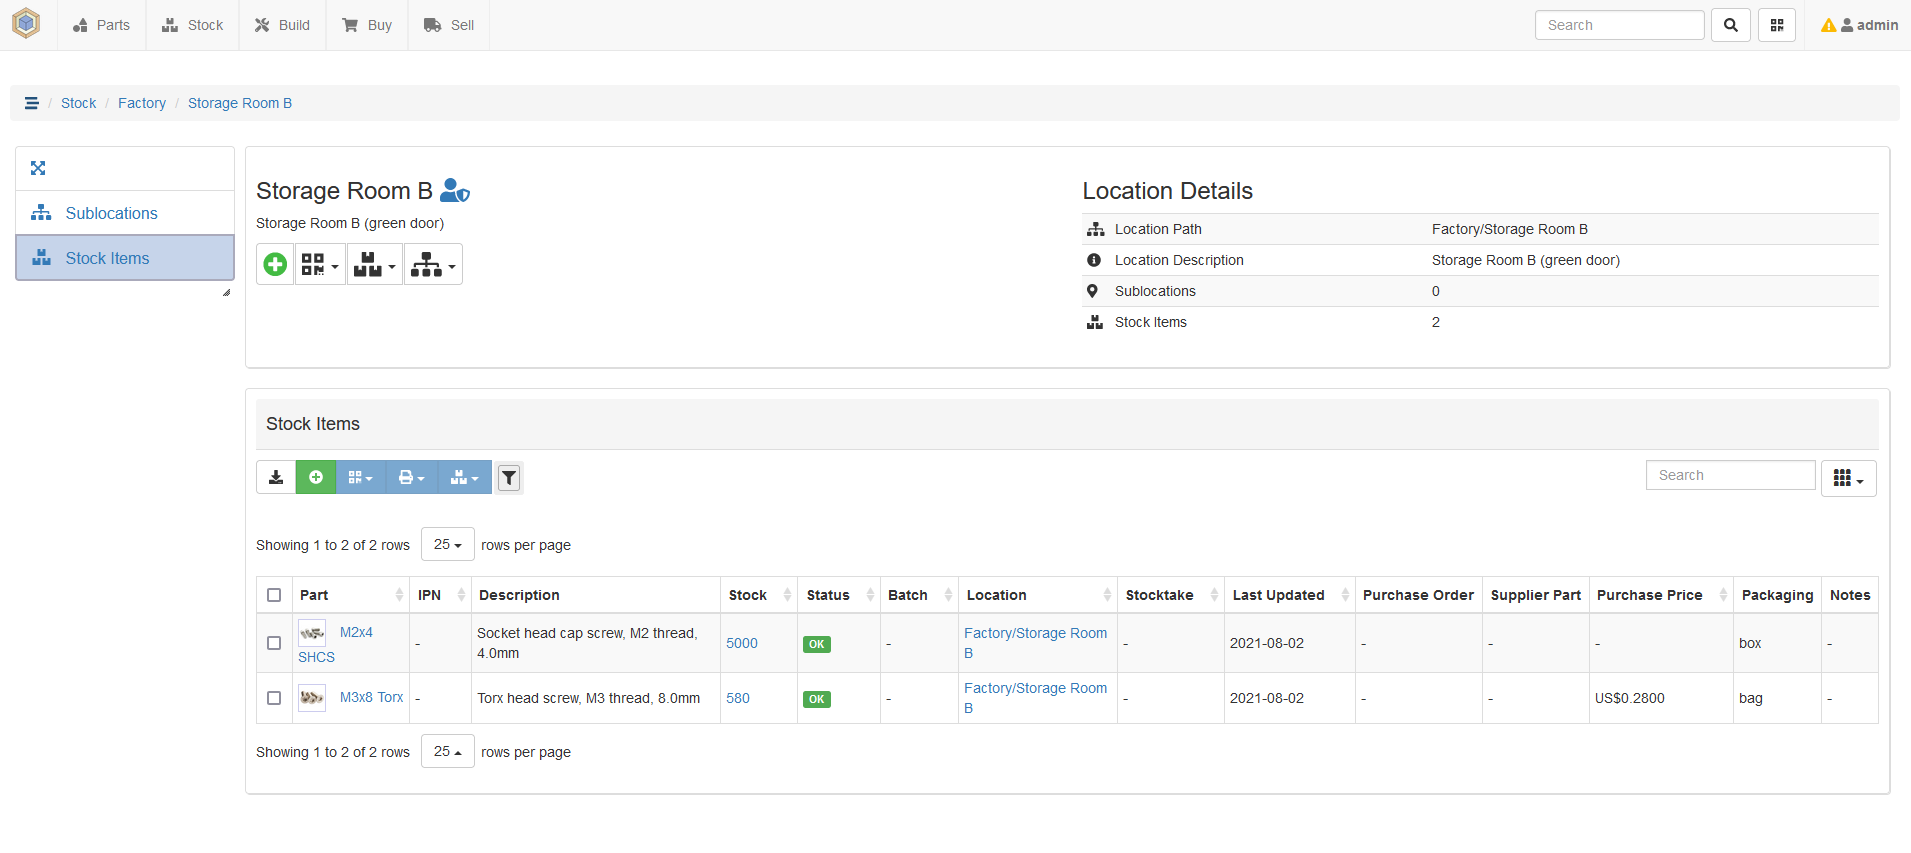 Parts Stock Build Buy Sell Search admin
/ Stock / Factory / Storage Room B
Sublocations
Stock Items
Storage Room B
Storage Room B (green door)
Location Details
Location Path Factory/Storage Room B
Location Description Storage Room B (green door)
Sublocations 0
Stock Items 2
Stock Items
Search
Showing 1 to 2 of 2 rows 25 rows per page
Part IPN Description Stock Status Batch Location Stocktake Last Updated Purchase Order Supplier Part Purchase Price Packaging Notes
M2x4 SHCS - Socket head cap screw, M2 thread, 4.0mm 5000 OK - Factory/Storage Room B - 2021-08-02 - - - box -
M3x8 Torx - Torx head screw, M3 thread, 8.0mm 580 OK - Factory/Storage Room B - 2021-08-02 - - US$0.2800 bag -
Showing 1 to 2 of 2 rows 25 rows per page